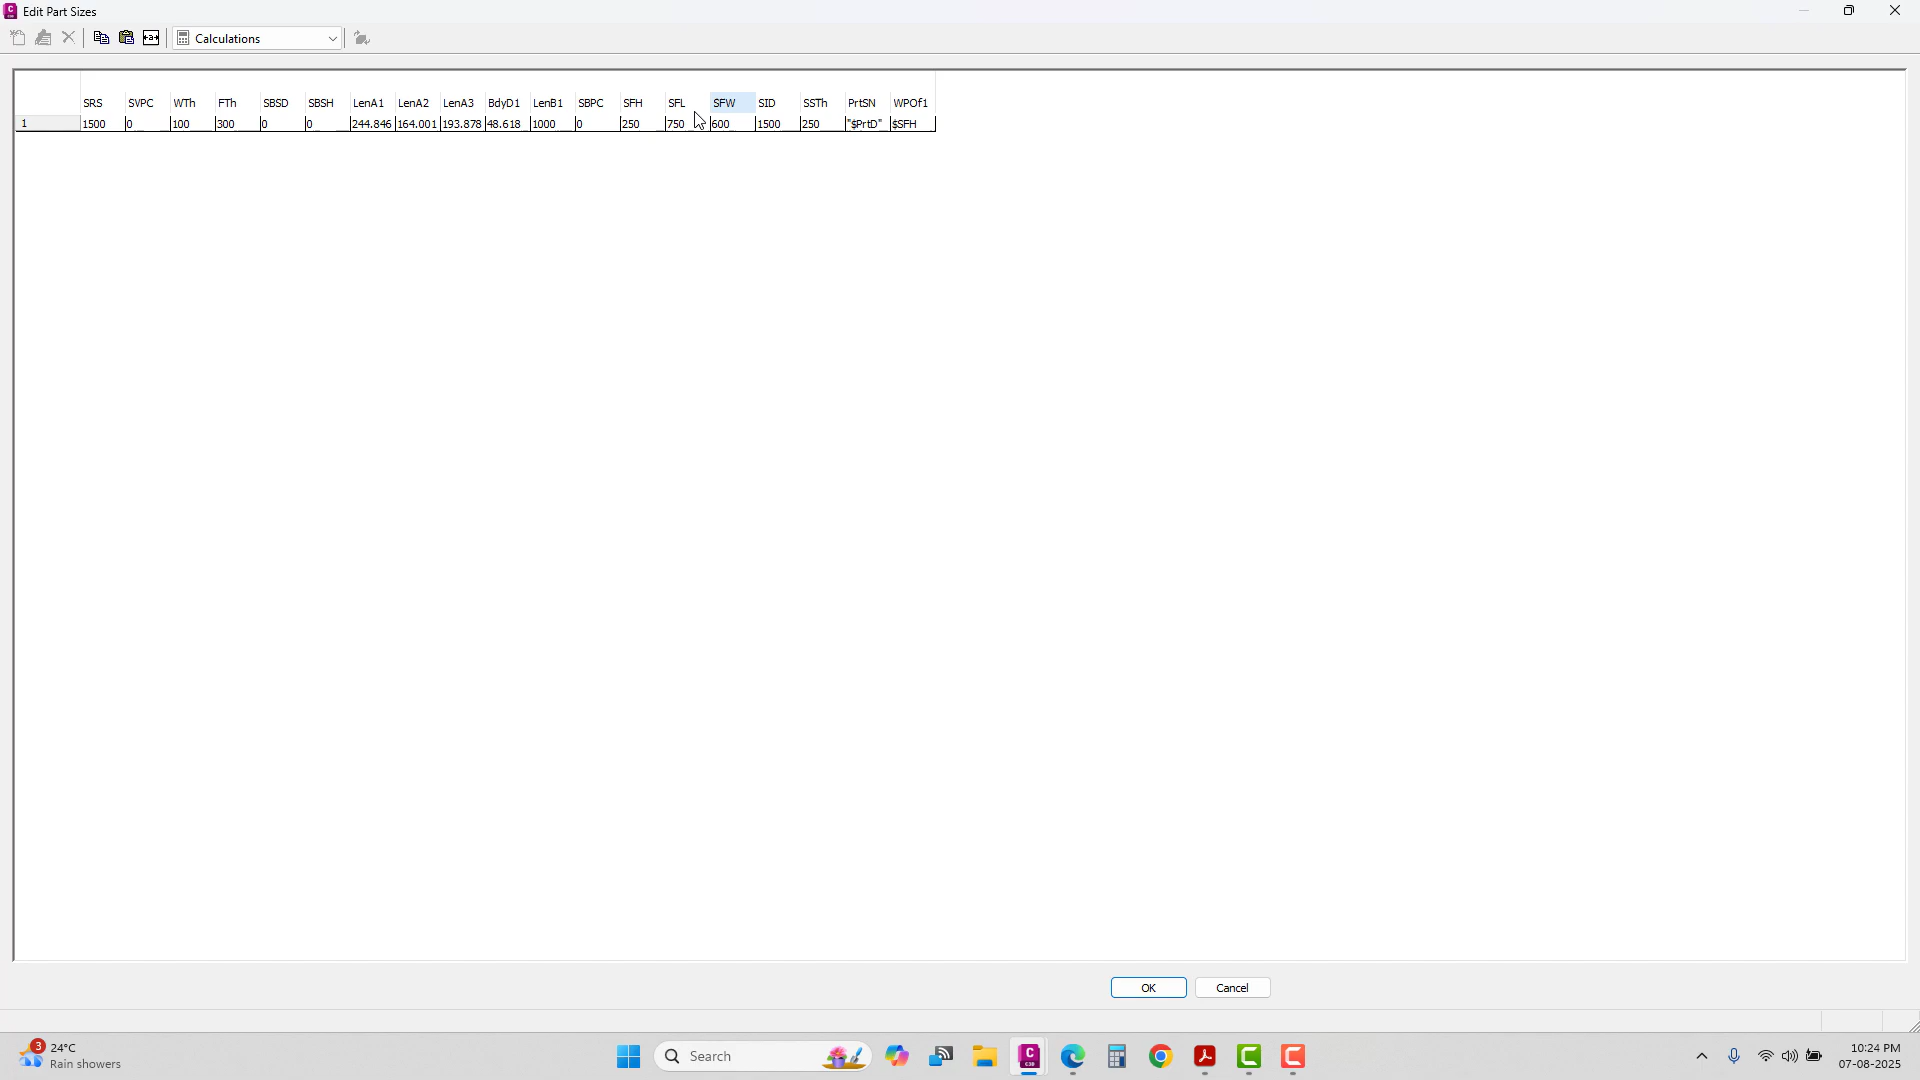 Edit Part Sizes
Calculations
SRS SVPC WTh FTh SBSD SBSH LenA1 LenA2 LenA3 BdyD1 LenB1 SBPC SFH SFL SFW SID SSTh PrtSN WPOf1
1 1500 0 100 300 0 0 244.846 164.001 193.878 48.618 1000 0 250 750 600 1500 250 "$PrtD" $SFH
OK Cancel
3 24°C
Rain showers
Search
10:24 PM
07-08-2025